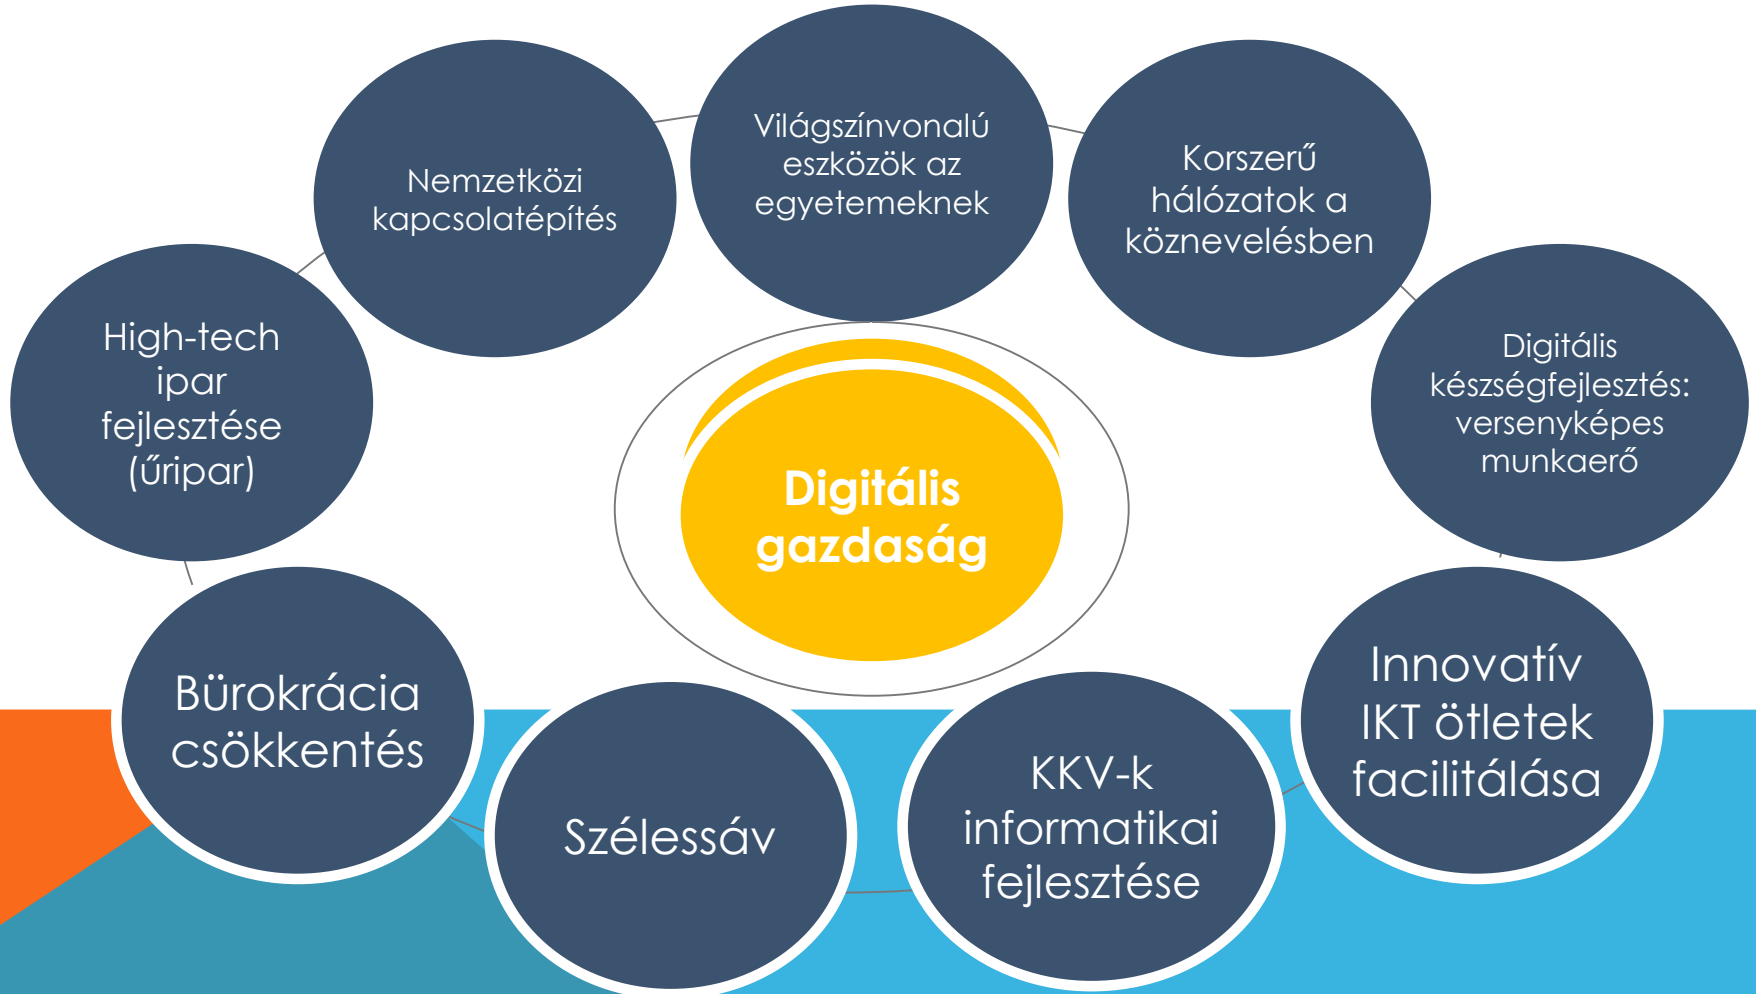 Világszínvonalú
eszközök az
egyetemeknek
Korszerű
hálózatok a
köznevelésben
Digitális
készségfejlesztés:
versenyképes
munkaerő
Innovatív
IKT ötletek
facilitálása
KKV-k
informatikai
fejlesztése
Szélessáv
Bürokrácia
csökkentés
High-tech
ipar
fejlesztése
(űripar)
Nemzetközi
kapcsolatépítés
Digitális
gazdaság